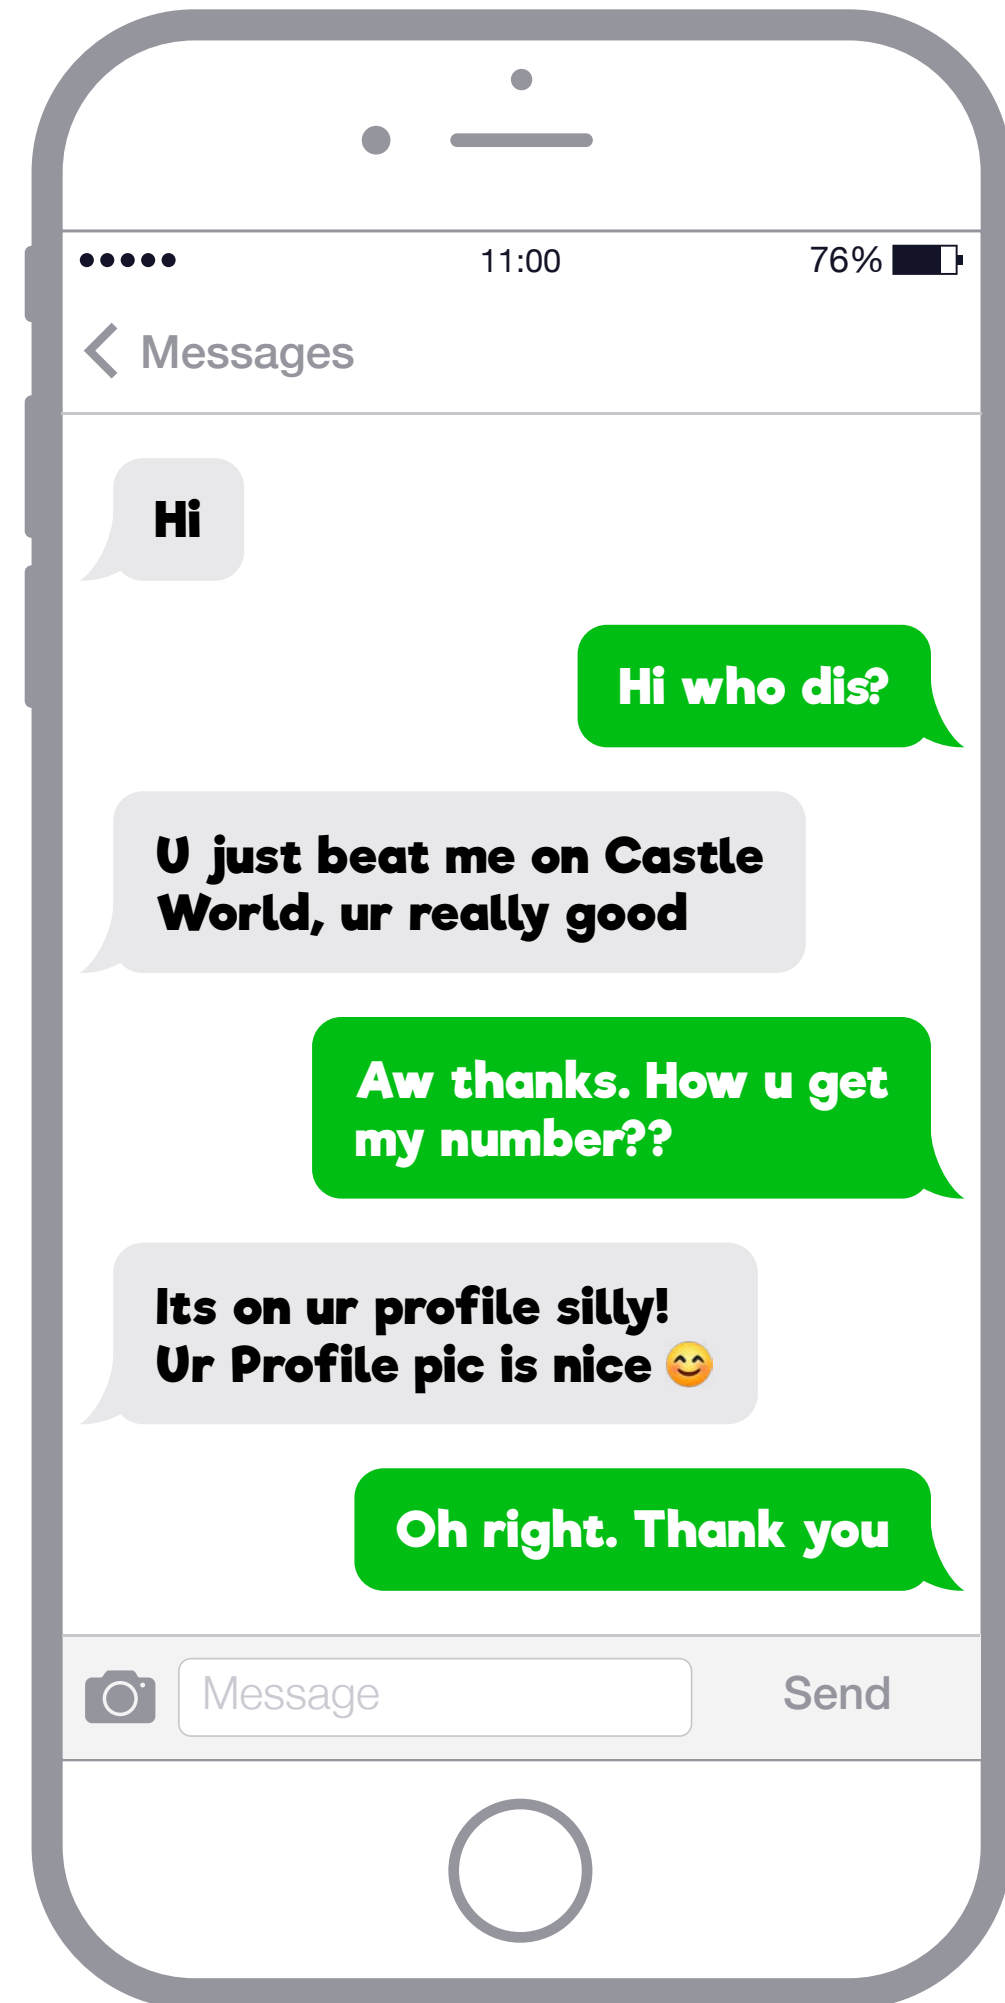 11:00
76%
Messages
Hi
Hi who dis?
U just beat me on Castle
World, ur really good
Aw thanks. How u get
my number??
Its on ur profile silly!
Ur Profile pic is nice 😊
Oh right. Thank you
Message
Send